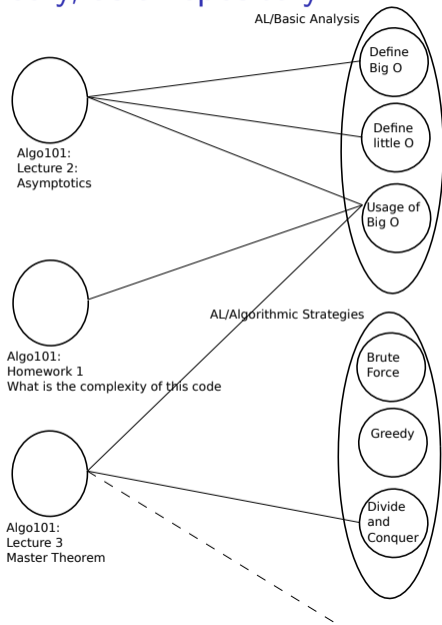 AL/Basic Analysis
Define
Big O
Define
little O
Usage of
Big O
Algo101:
Lecture 2:
Asymptotics
Algo101:
Homework 1
What is the complexity of this code
AL/Algorithmic Strategies
Brute
Force
Greedy
Divide
and
Conquer
Algo101:
Lecture 3
Master Theorem